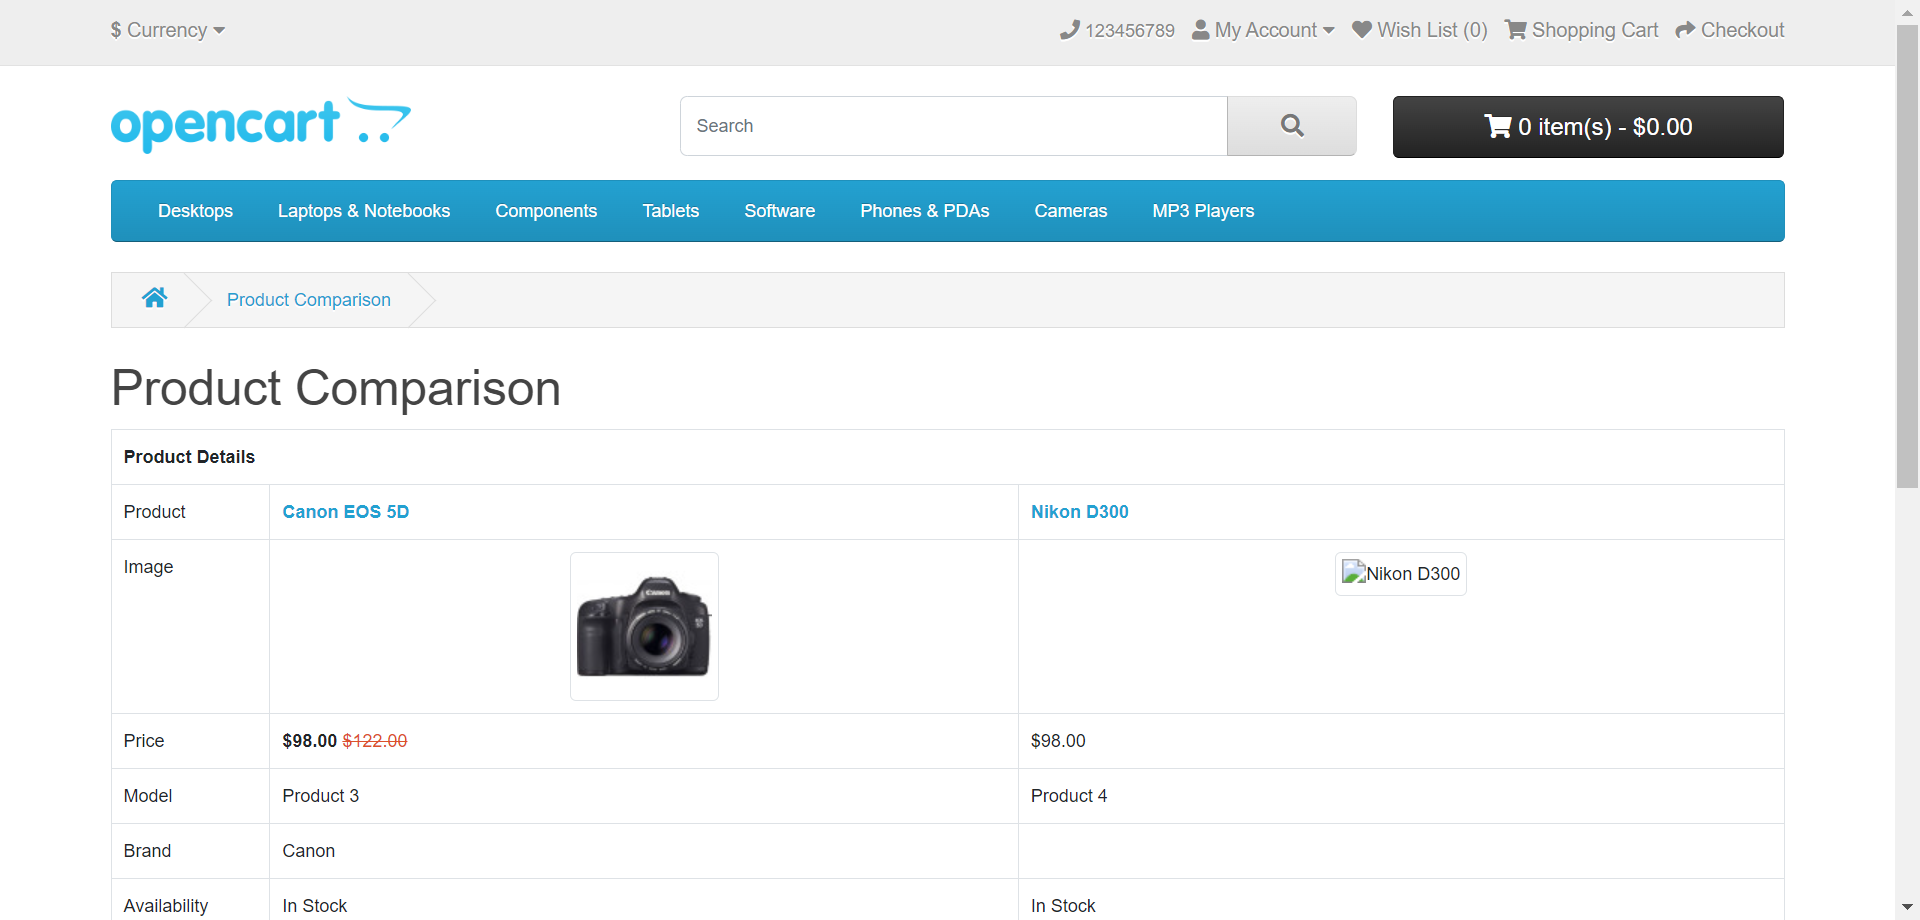 $ Currency
123456789 My Account Wish List (0) Shopping Cart Checkout
opencart
Search
0 item(s) - $0.00
Desktops Laptops & Notebooks Components Tablets Software Phones & PDAs Cameras MP3 Players
Product Comparison
Product Comparison
Product Details
Product Canon EOS 5D Nikon D300
Image Canon Nikon D300
Price $98.00 $122.00 $98.00
Model Product 3 Product 4
Brand Canon
Availability In Stock In Stock